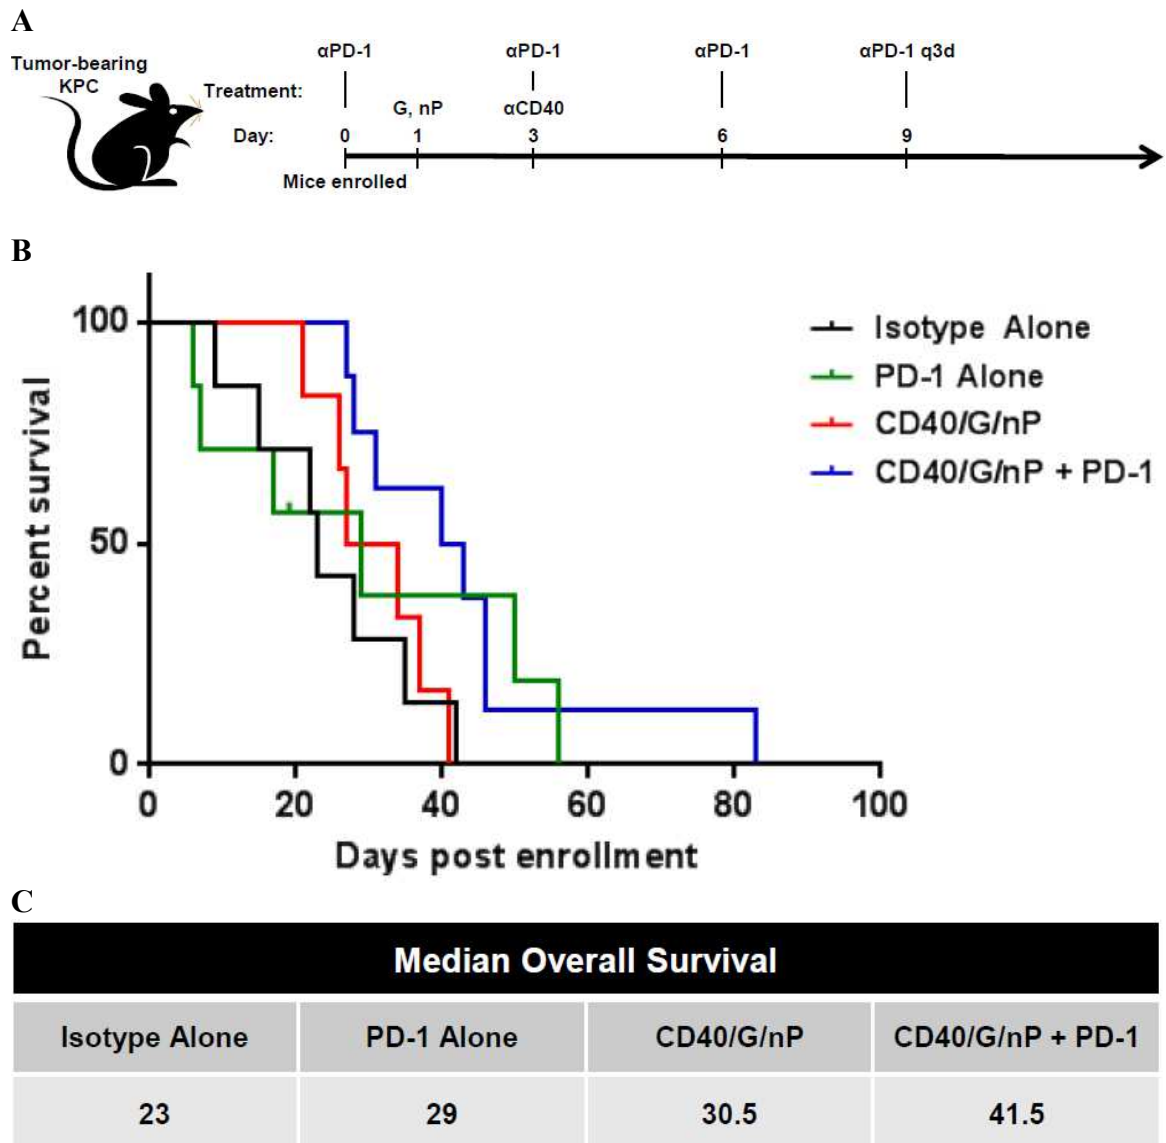 A
αPD-1 αPD-1 αPD-1 αPD-1 q3d
Tumor-bearing
KPC
Treatment:
G, nP αCD40
Day: 0 1 3 6 9
Mice enrolled
B
100
50
0
Percent survival
Isotype Alone
PD-1 Alone
CD40/G/nP
CD40/G/nP + PD-1
0 20 40 60 80 100
Days post enrollment
C
Median Overall Survival
Isotype Alone PD-1 Alone CD40/G/nP CD40/G/nP + PD-1
23 29 30.5 41.5